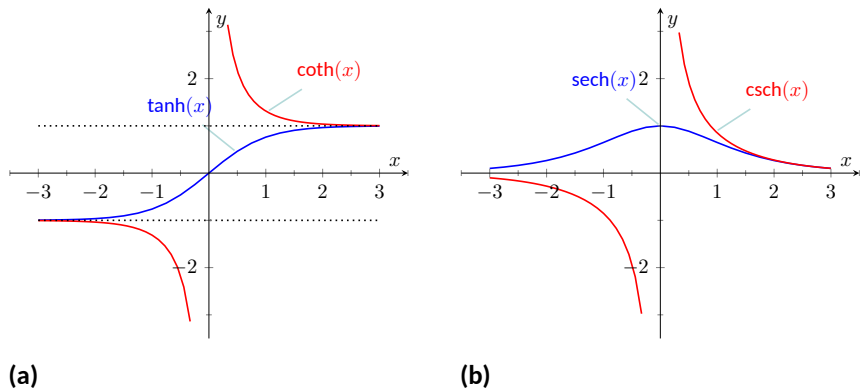 y
y
2
coth(x)
tanh(x)
x
−3 −2 −1 1 2 3
−2
2
sech(x)
csch(x)
x
−3 −2 −1 1 2 3
−2
(a)
(b)